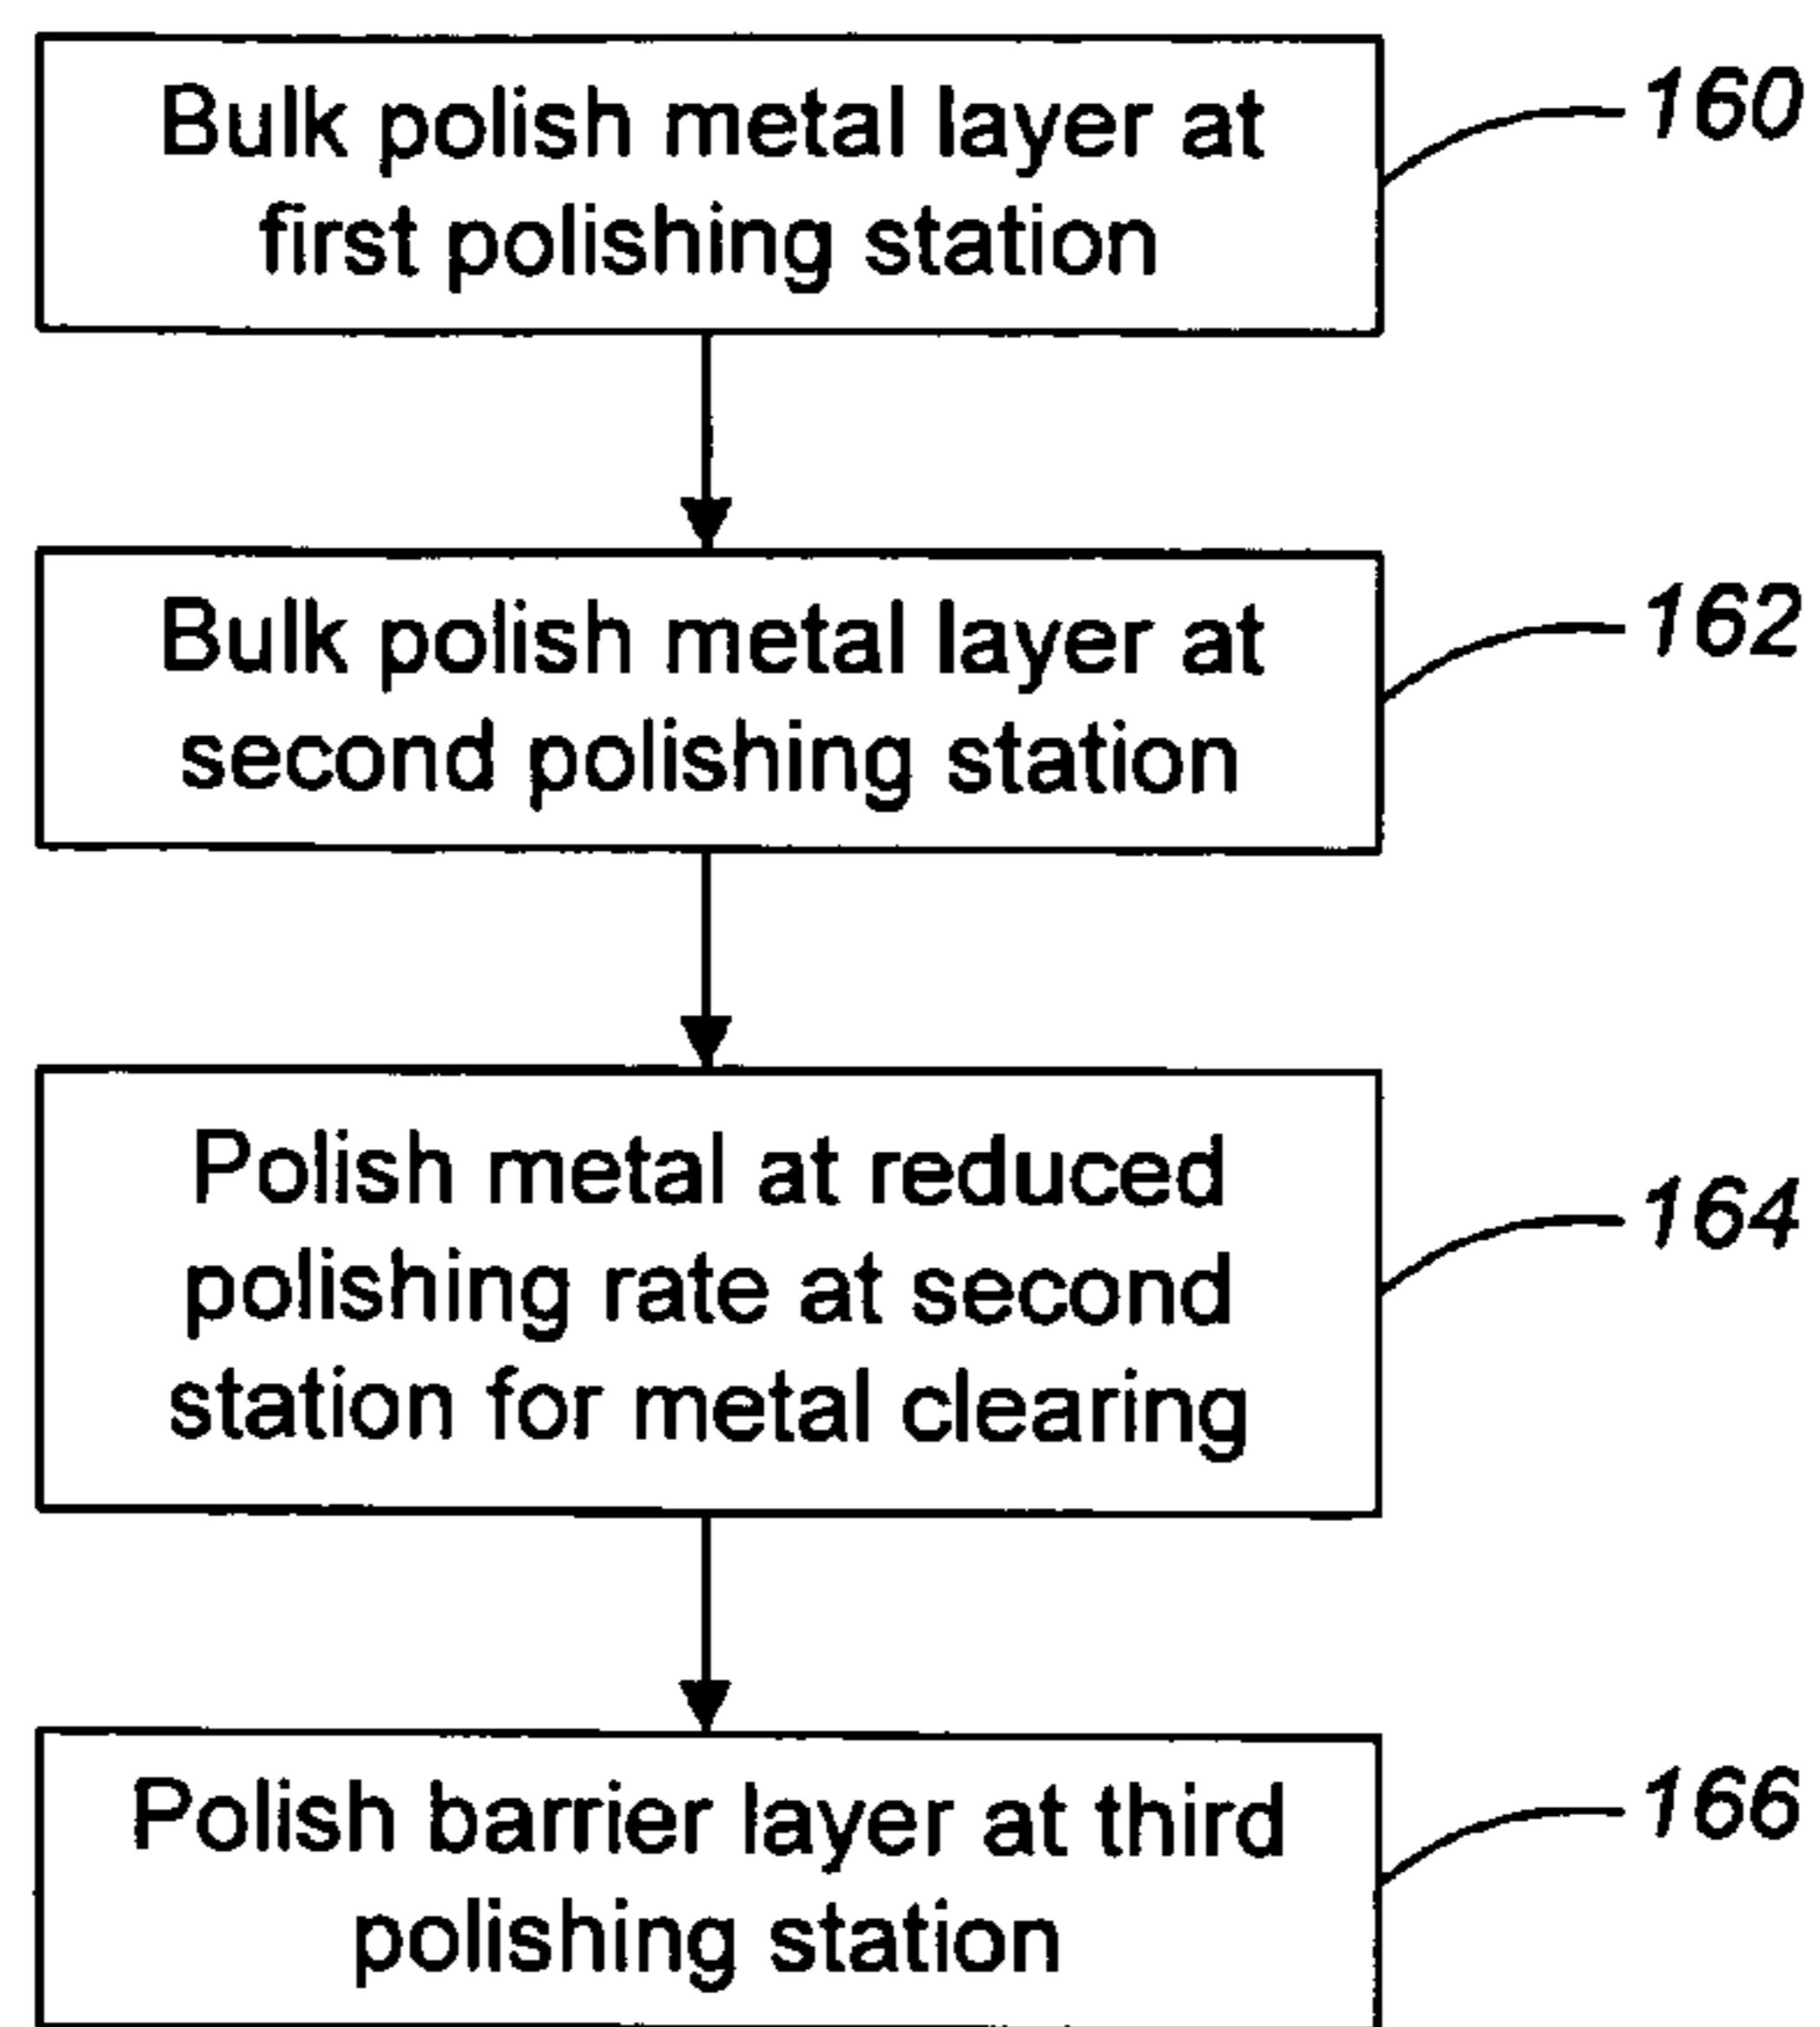 Bulk polish metal layer at
first polishing station
160
Bulk polish metal layer at
second polishing station
162
Polish metal at reduced
polishing rate at second
station for metal clearing
164
Polish barrier layer at third
polishing station
166